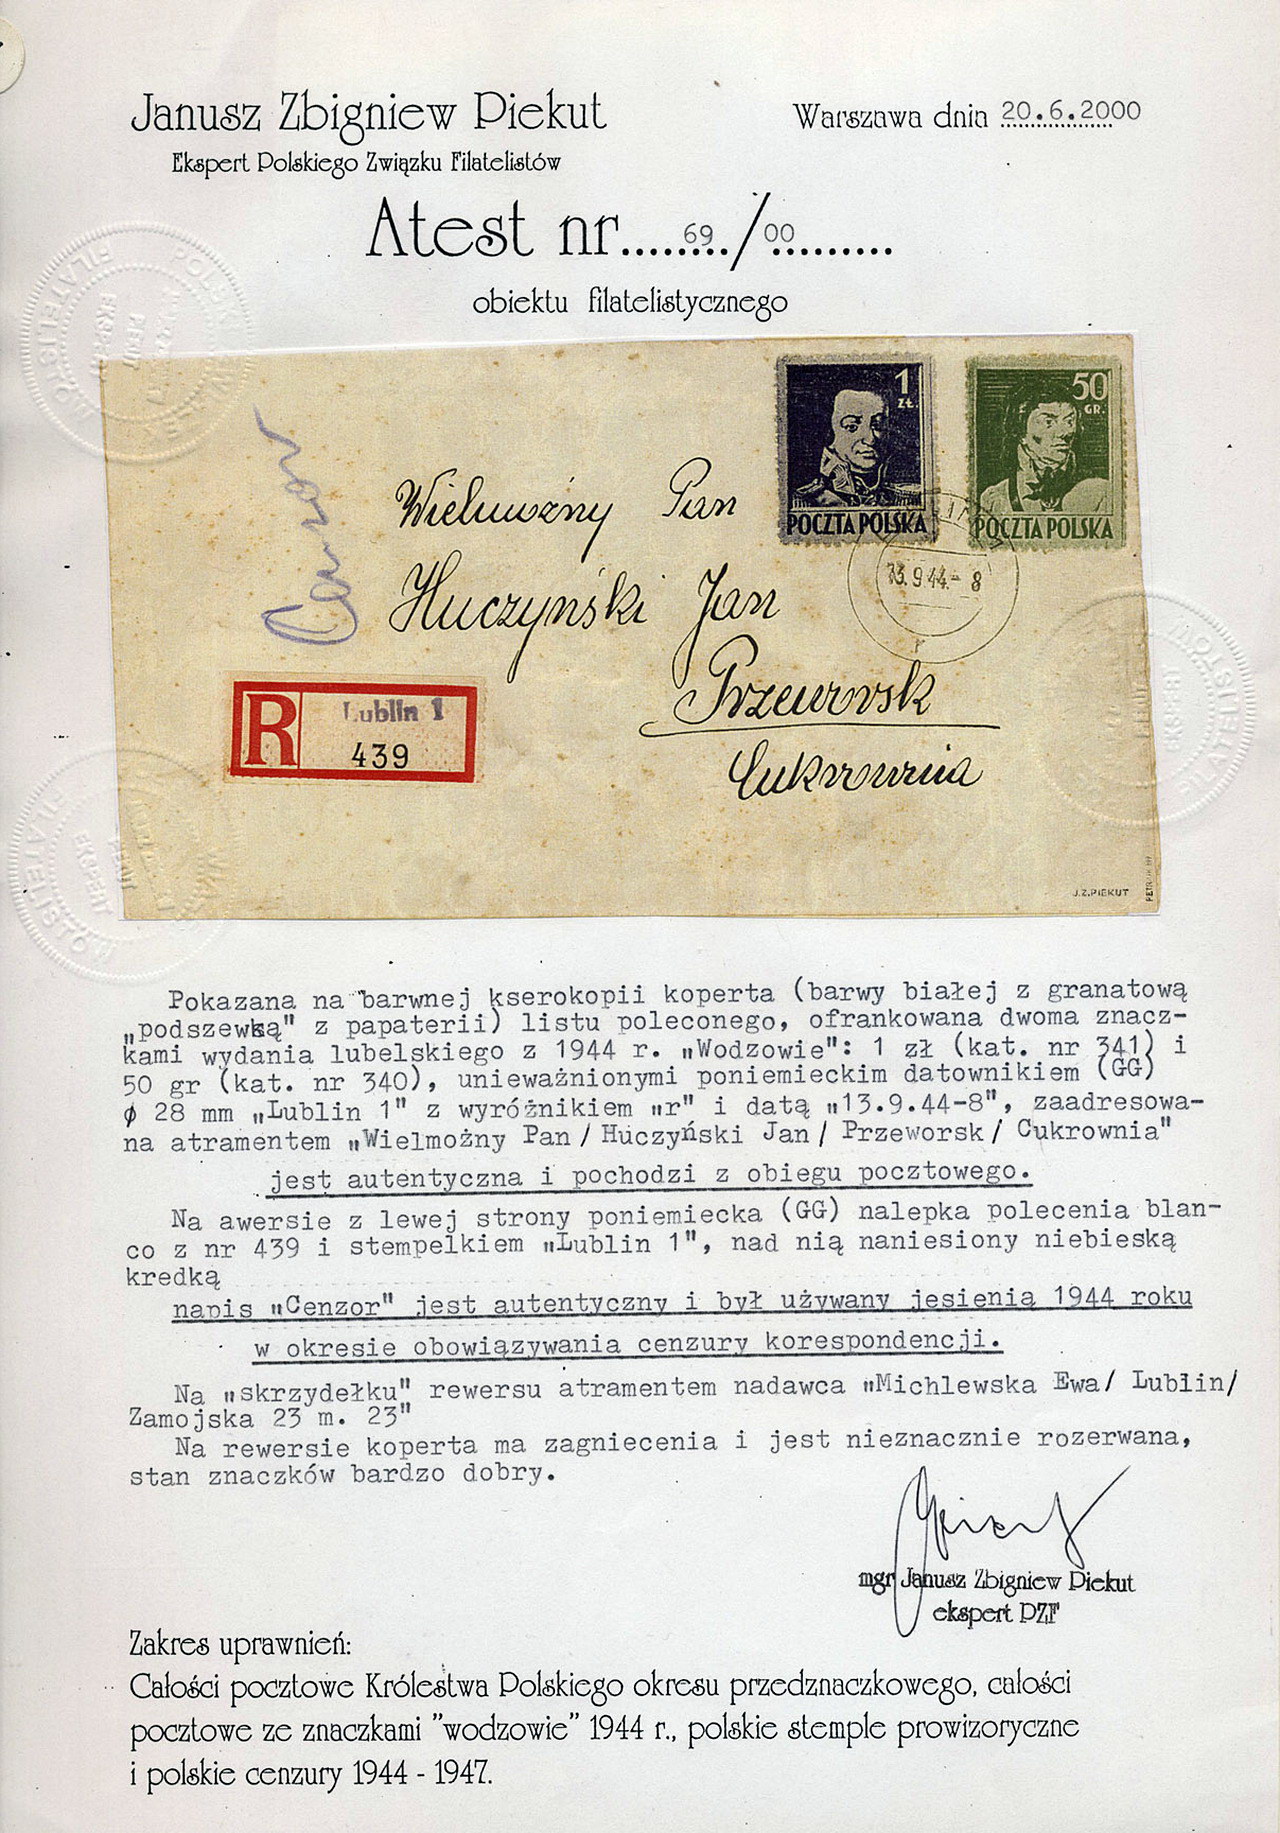 Janusz Zbigniew Piekut
Warszawa dnia 20.6.2000
Ekspert Polskiego Związku Filatelistów
Atest nr......69../00.........
obiektu filatelistycznego
1 ZŁ.
POCZTA POLSKA
50 GR.
POCZTA POLSKA
13.9.44-8
r
Cenzor
Wielmożny Pan
Huczyński Jan
Przeworsk
Cukrownia
R Lublin 1
439
J.Z.PIEKUT
Pokazana na barwnej kserokopii koperta (barwy białej z granatową
„podszewką" z papaterii) listu poleconego, ofrankowana dwoma znacz-
kami wydania lubelskiego z 1944 r. „Wodzowie": 1 zł (kat. nr 341) i
50 gr (kat. nr 340), unieważnionymi poniemieckim datownikiem (GG)
ϕ 28 mm „Lublin 1" z wyróżnikiem „r" i datą „13.9.44-8", zaadresowa-
na atramentem „Wielmożny Pan / Huczyński Jan / Przeworsk / Cukrownia"
jest autentyczna i pochodzi z obiegu pocztowego.
Na awersie z lewej strony poniemiecka (GG) nalepka polecenia blan-
co z nr 439 i stempelkiem „Lublin 1", nad nią naniesiony niebieską
kredką
napis „Cenzor" jest autentyczny i był używany jesienią 1944 roku
w okresie obowiązywania cenzury korespondencji.
Na „skrzydełku" rewersu atramentem nadawca „Michlewska Ewa/ Lublin/
Zamojska 23 m. 23"
Na rewersie koperta ma zagniecenia i jest nieznacznie rozerwana,
stan znaczków bardzo dobry.
mgr Janusz Zbigniew Piekut
ekspert PZF
Zakres uprawnień:
Całości pocztowe Królestwa Polskiego okresu przedznaczkowego, całości
pocztowe ze znaczkami "wodzowie" 1944 r., polskie stemple prowizoryczne
i polskie cenzury 1944 - 1947.